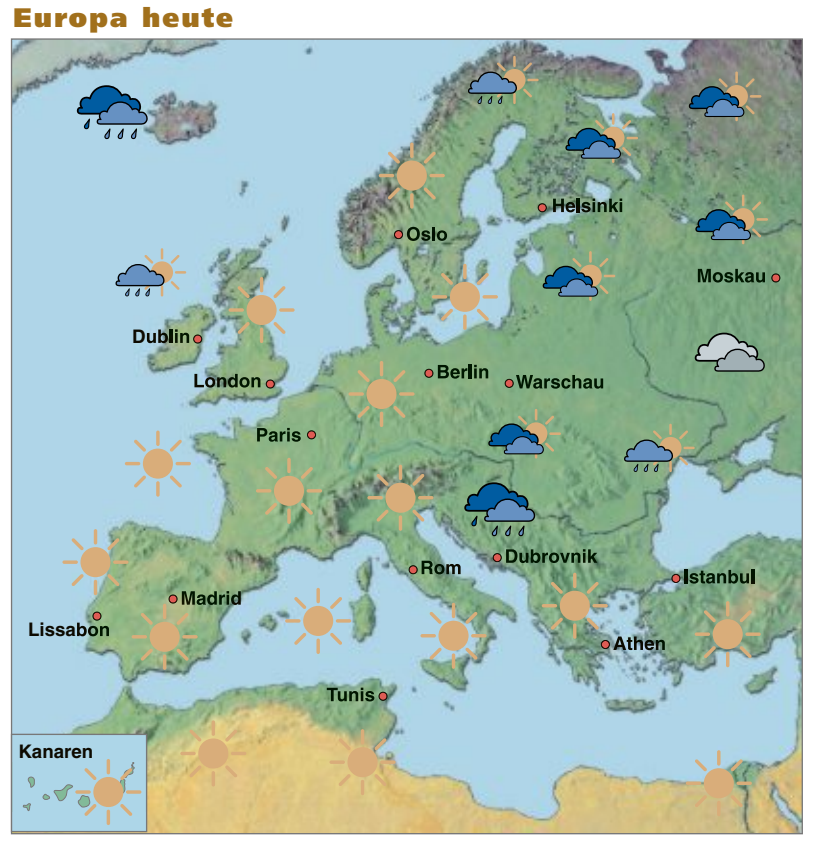 Europa heute
Helsinki
Oslo
Moskau
Dublin
Berlin
London
Warschau
Paris
Dubrovnik
Rom
Istanbul
Madrid
Lissabon
Athen
Tunis
Kanaren